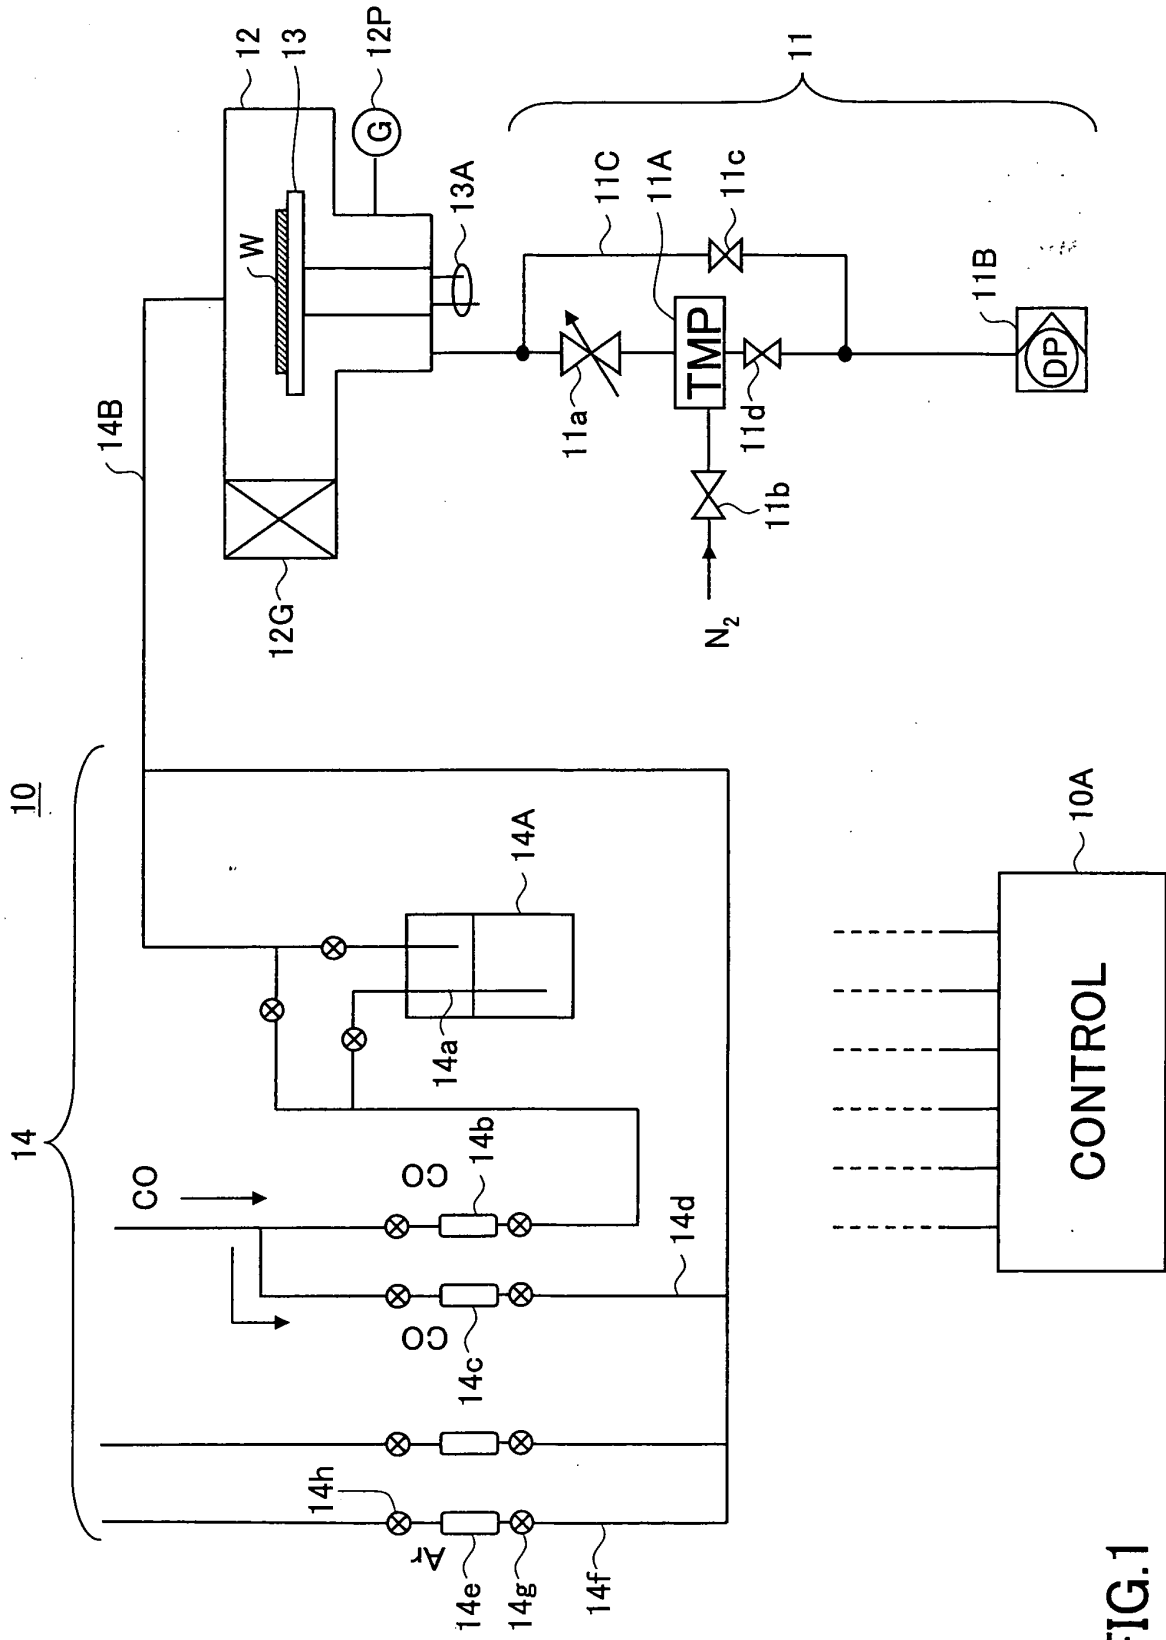 10
14
CO
CO
CO
14b
14c
14d
14h
Ar
14e
14g
14f
14a
14A
14B
12G
W
12
13
G
12P
13A
11
11C
11A
11c
11a
TMP
11d
11b
N₂
11B
DP
10A
CONTROL
FIG.1